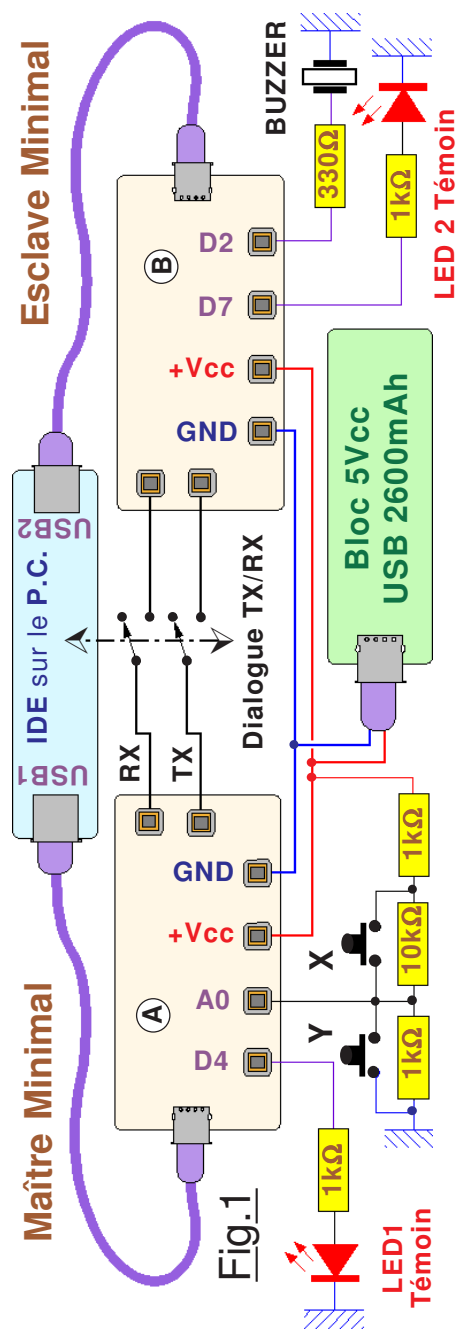 Maître Minimal
Esclave Minimal
USB1
IDE sur le P.C.
USB2
RX
TX
Dialogue TX/RX
A
D4
A0
+Vcc
GND
B
GND
+Vcc
D7
D2
BUZZER
330Ω
1kΩ
LED 2 Témoin
Bloc 5Vcc
USB 2600mAh
Fig.1
1kΩ
LED1
Témoin
Y
X
1kΩ
10kΩ
1kΩ